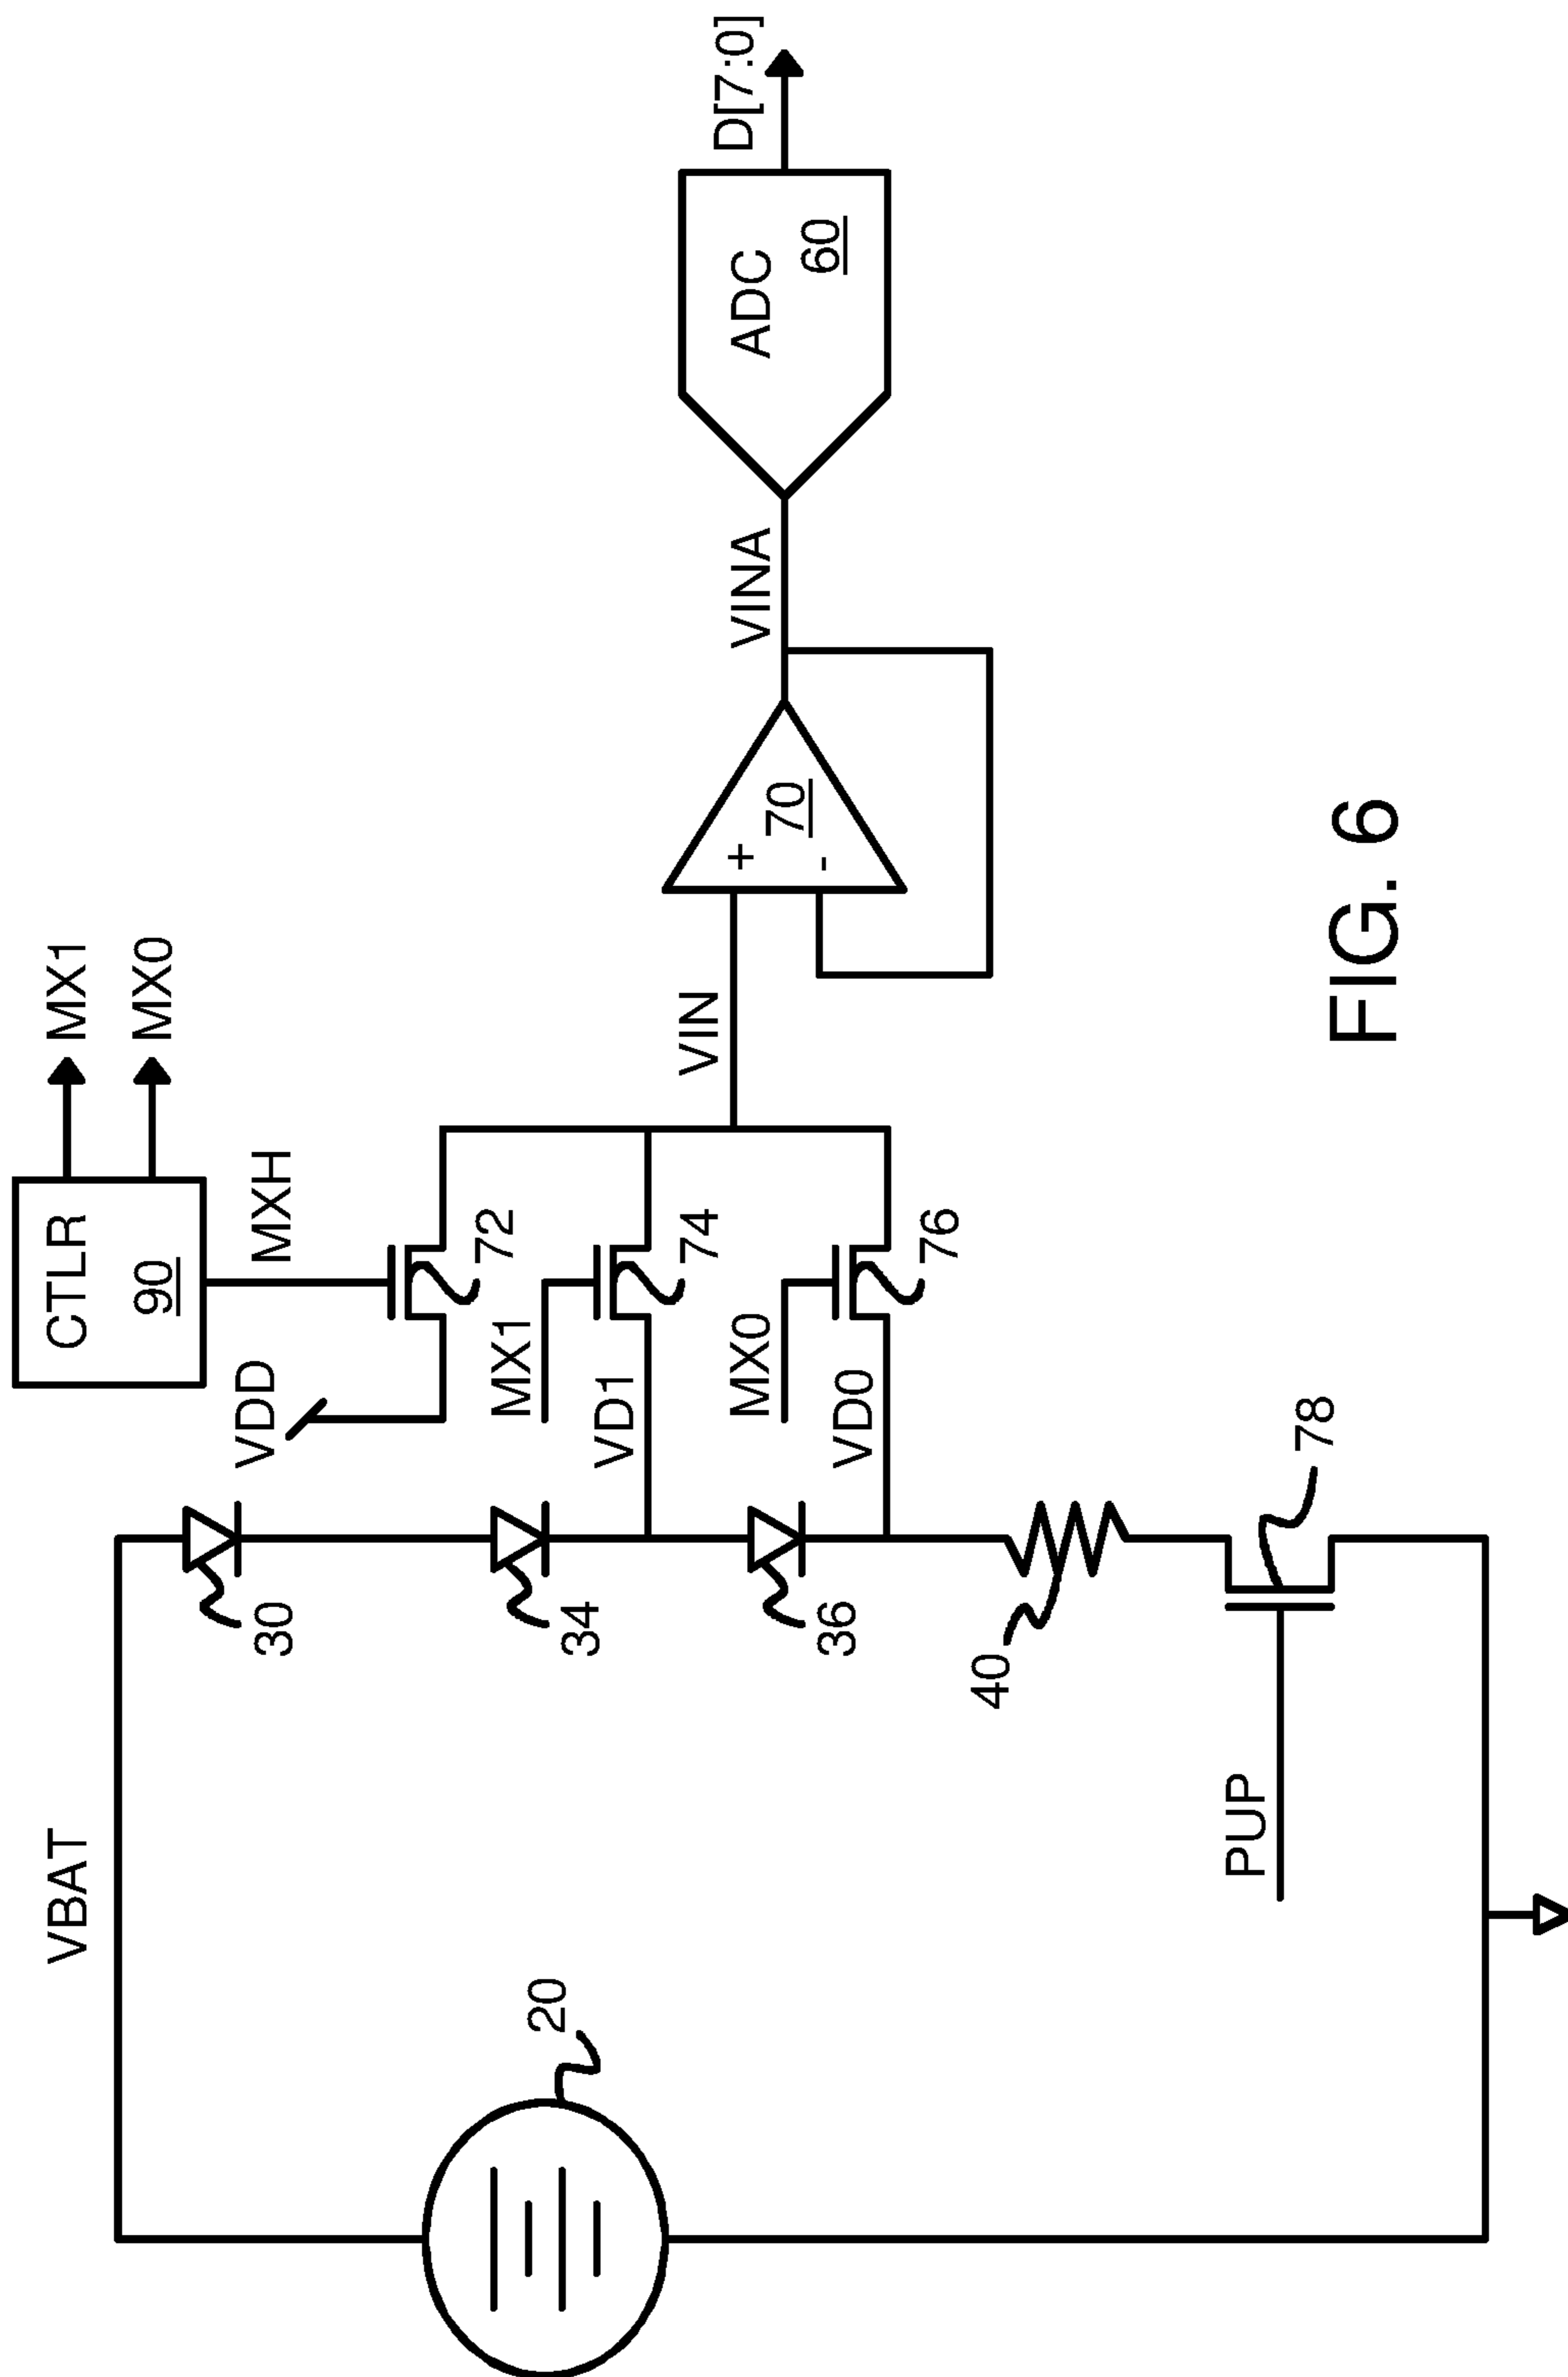 VBAT
20
PUP
30
34
36
40
78
VDD
MX1
VD1
MX0
VD0
CTLR
90
MXH
MX1
MX0
72
74
76
VIN
+
-
70
VINA
ADC
60
D[7:0]
FIG. 6